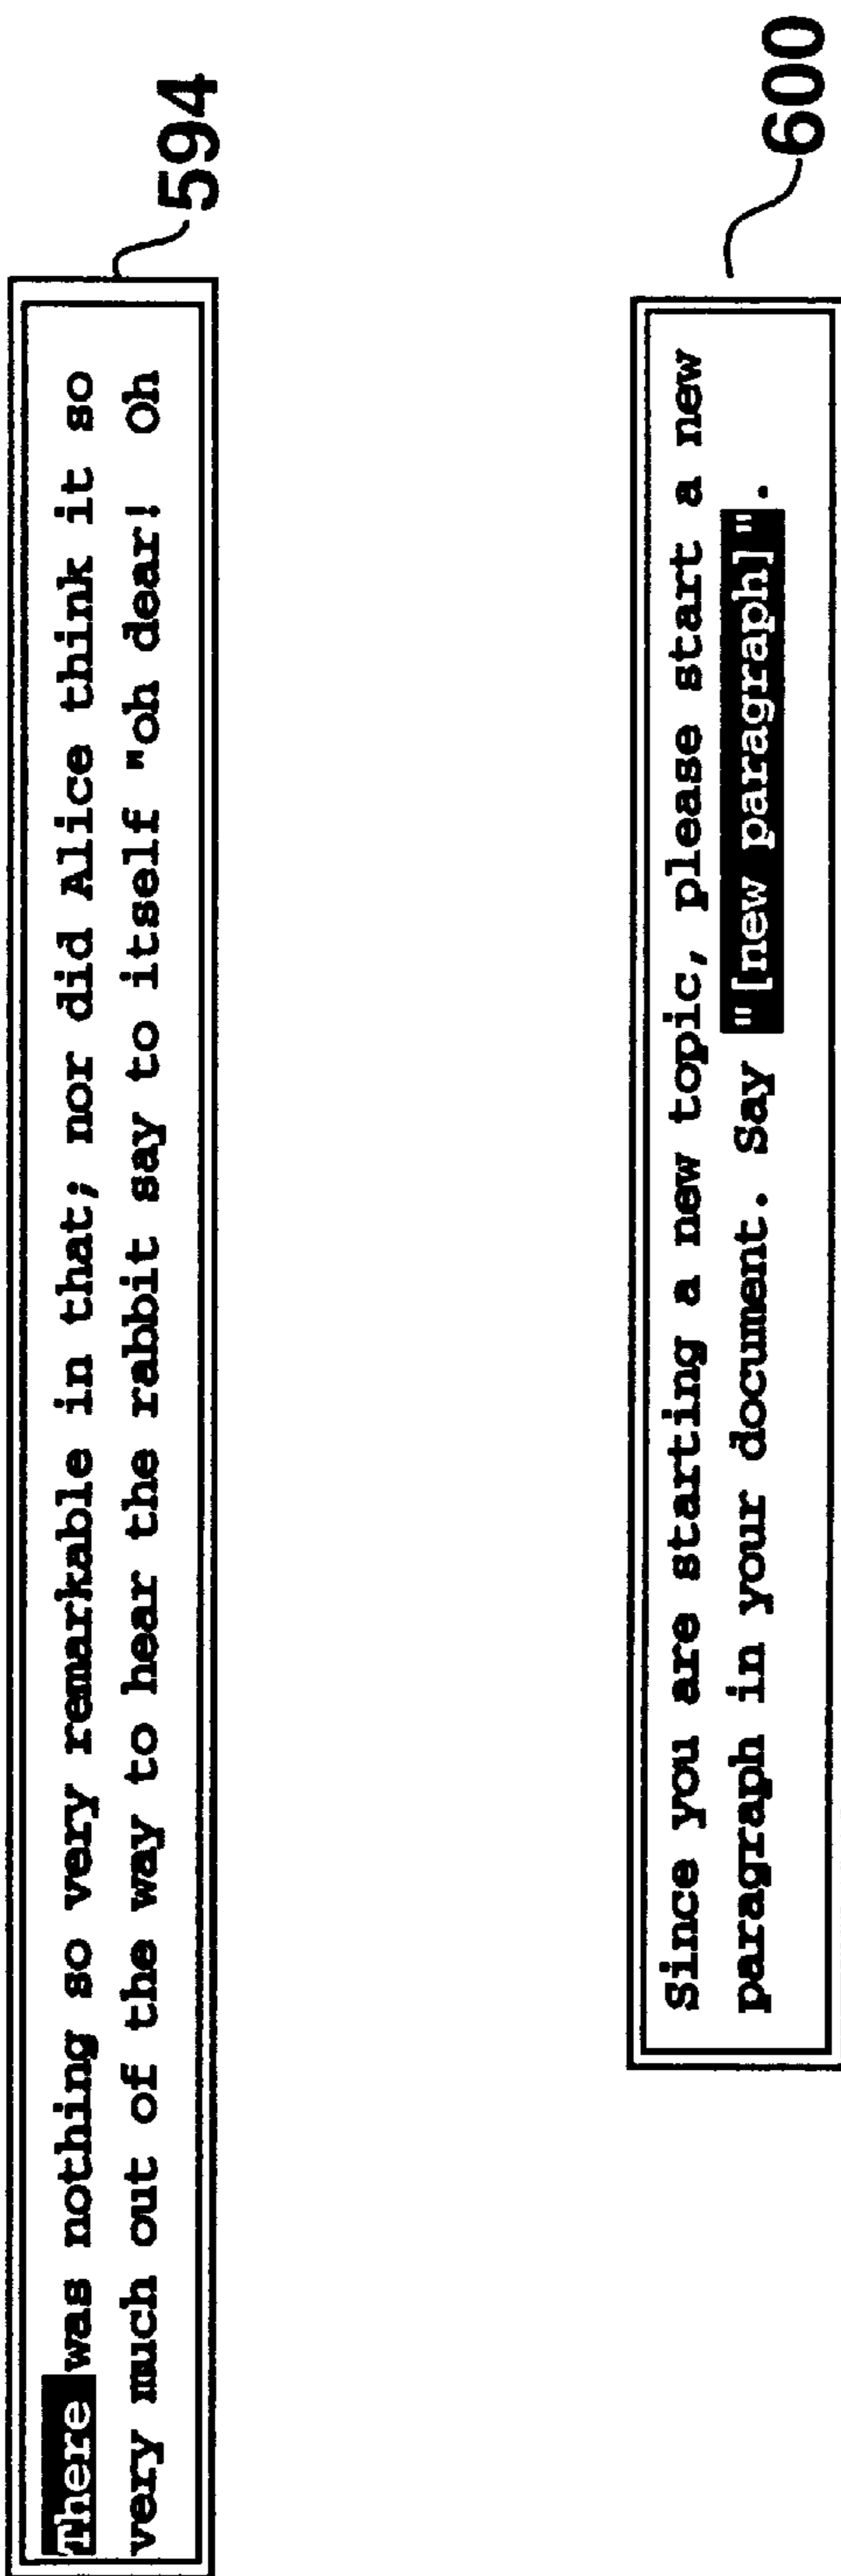 There was nothing so very remarkable in that; nor did Alice think it so
very much out of the way to hear the rabbit say to itself "oh dear! Oh
594
Since you are starting a new topic, please start a new
paragraph in your document. Say "[new paragraph]".
600